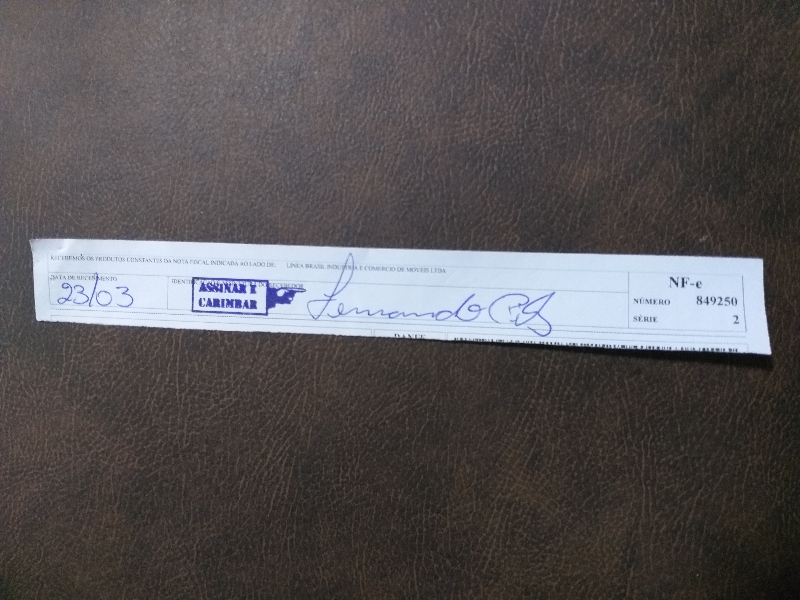 RECEBEMOS OS PRODUTOS CONSTANTES DA NOTA FISCAL INDICADA AO LADO DE: LINEA BRASIL INDUSTRIA E COMERCIO DE MOVEIS LTDA
DATA DE RECEBIMENTO
23/03
ASSINAR E
CARIMBAR
Fernando
NF-e
NÚMERO 849250
SÉRIE 2
DANFE